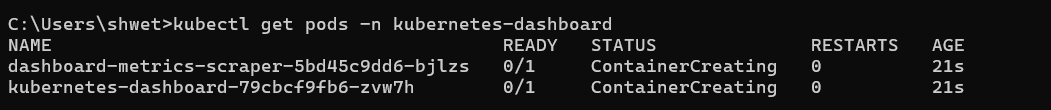 C:\Users\shwet>kubectl get pods -n kubernetes-dashboard
NAME READY STATUS RESTARTS AGE
dashboard-metrics-scraper-5bd45c9dd6-bjlzs 0/1 ContainerCreating 0 21s
kubernetes-dashboard-79cbcf9fb6-zvw7h 0/1 ContainerCreating 0 21s